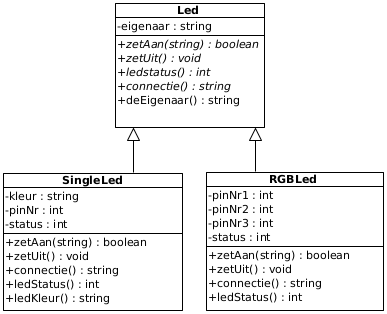 Led
-eigenaar : string
+zetAan(string) : boolean
+zetUit() : void
+ledstatus() : int
+connectie() : string
+deEigenaar() : string
SingleLed
-kleur : string
-pinNr : int
-status : int
+zetAan(string) : boolean
+zetUit() : void
+connectie() : string
+ledStatus() : int
+ledKleur() : string
RGBLed
-pinNr1 : int
-pinNr2 : int
-pinNr3 : int
-status : int
+zetAan(string) : boolean
+zetUit() : void
+connectie() : string
+ledStatus() : int